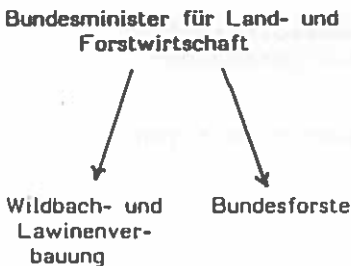 Bundesminister für Land- und
Forstwirtschaft
Wildbach- und
Lawinenver-
bauung
Bundesforste